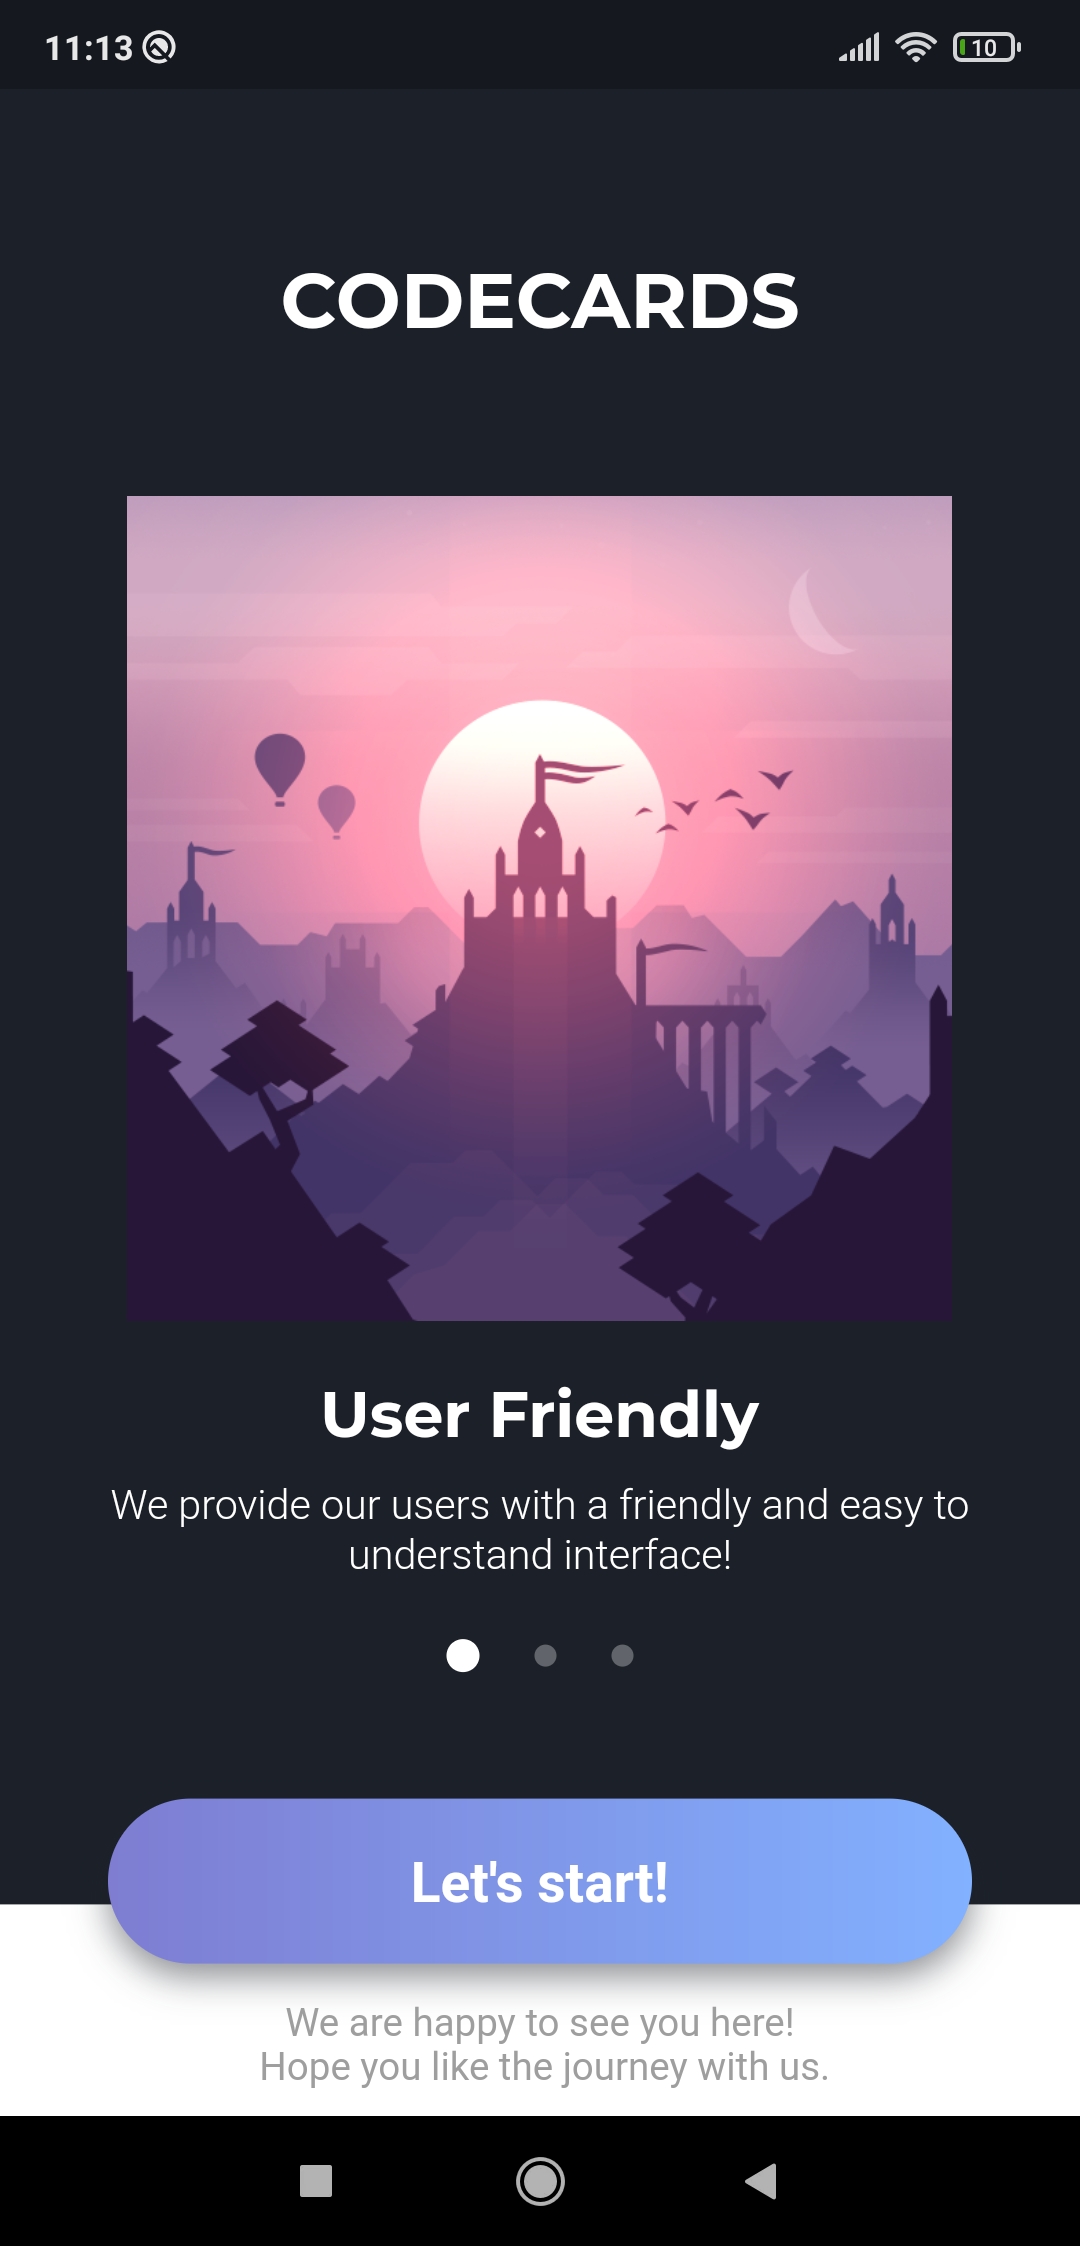 11:13
10
CODECARDS
User Friendly
We provide our users with a friendly and easy to
understand interface!
Let's start!
We are happy to see you here!
Hope you like the journey with us.